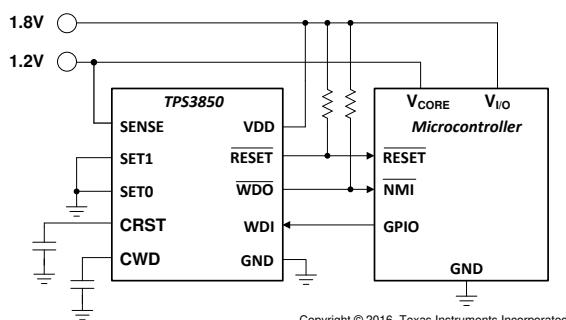 1.8V
1.2V
TPS3850
SENSE
VDD
SET1
RESET
SET0
WDO
CRST
WDI
CWD
GND
VCORE
VI/O
Microcontroller
RESET
NMI
GPIO
GND
Copyright © 2016, Texas Instruments Incorporated